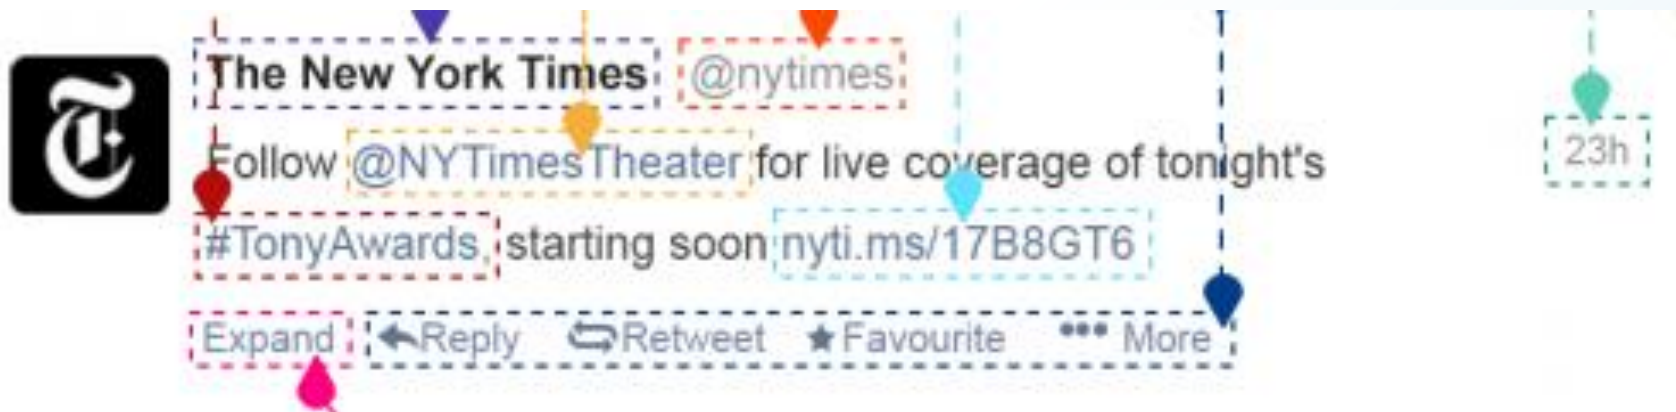 The New York Times @nytimes 23h
Follow @NYTimesTheater for live coverage of tonight's
#TonyAwards, starting soon nyti.ms/17B8GT6
Expand Reply Retweet Favourite ••• More